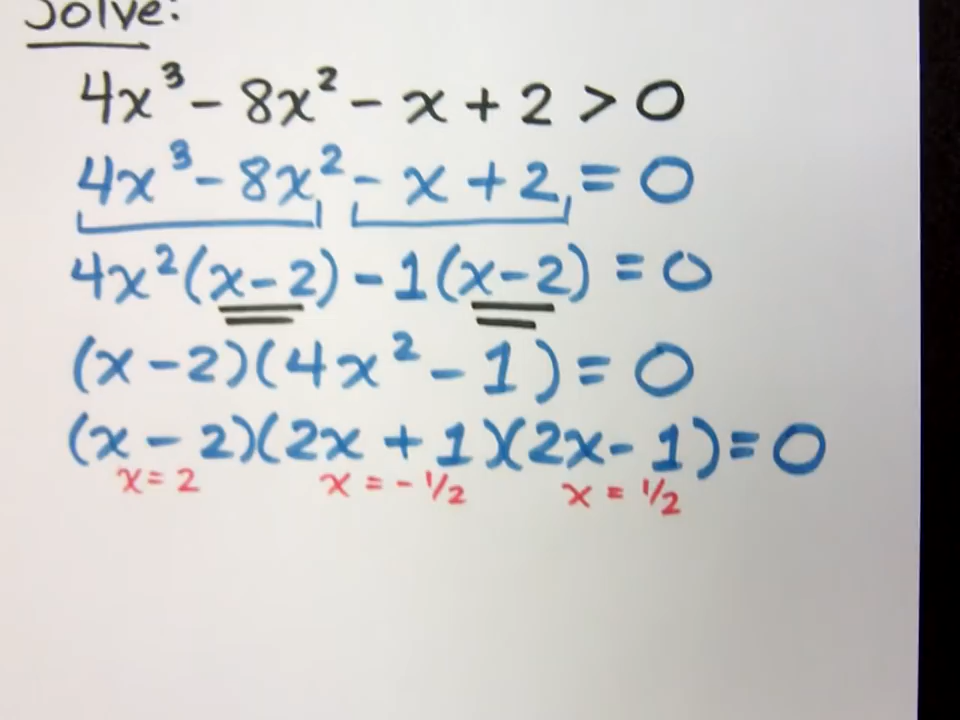 Solve:
4x³ - 8x² - x + 2 > 0
4x³ - 8x² - x + 2 = 0
4x²(x-2) - 1(x-2) = 0
(x-2)(4x² - 1) = 0
(x - 2)(2x + 1)(2x - 1) = 0
x = 2 x = - 1/2 x = 1/2